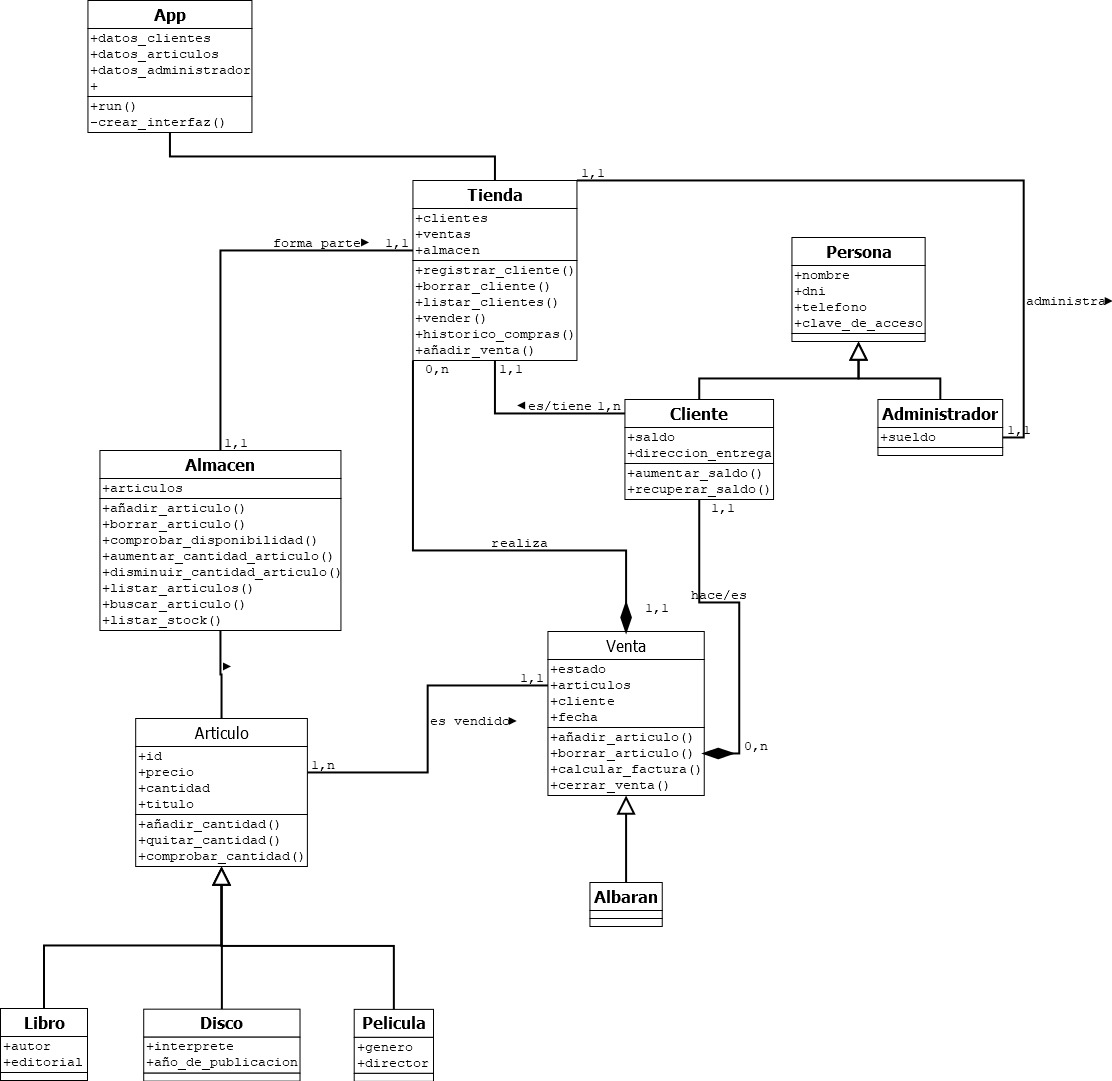 App
+datos_clientes
+datos_articulos
+datos_administrador
+
+run()
-crear_interfaz()
1,1
Tienda
+clientes
+ventas
+almacen
+registrar_cliente()
+borrar_cliente()
+listar_clientes()
+vender()
+historico_compras()
+añadir_venta()
forma parte
1,1
Persona
+nombre
+dni
+telefono
+clave_de_acceso
administra
0,n
1,1
es/tiene
1,n
Cliente
+saldo
+direccion_entrega
+aumentar_saldo()
+recuperar_saldo()
Administrador
+sueldo
1,1
1,1
Almacen
+articulos
+añadir_articulo()
+borrar_articulo()
+comprobar_disponibilidad()
+aumentar_cantidad_articulo()
+disminuir_cantidad_articulo()
+listar_articulos()
+buscar_articulo()
+listar_stock()
1,1
realiza
hace/es
1,1
Venta
+estado
+articulos
+cliente
+fecha
+añadir_articulo()
+borrar_articulo()
+calcular_factura()
+cerrar_venta()
1,1
es vendido
0,n
1,n
Articulo
+id
+precio
+cantidad
+titulo
+añadir_cantidad()
+quitar_cantidad()
+comprobar_cantidad()
Albaran
Libro
+autor
+editorial
Disco
+interprete
+año_de_publicacion
Pelicula
+genero
+director